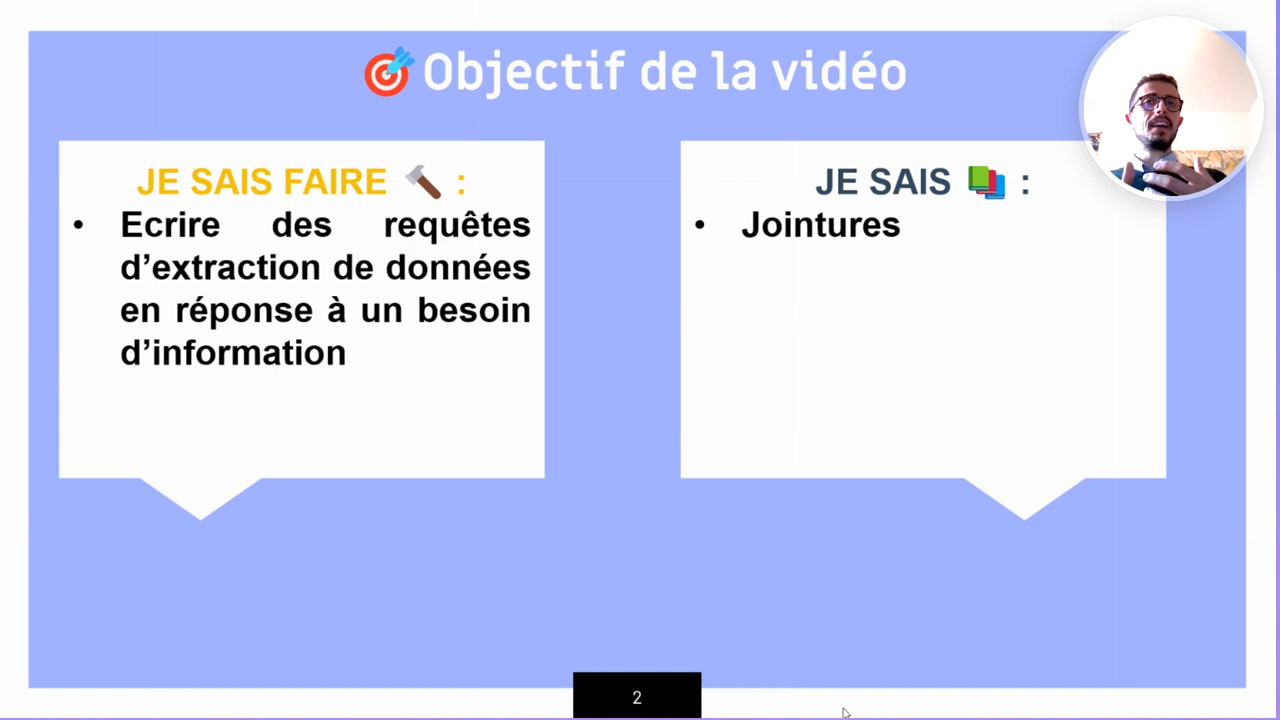 🎯 Objectif de la vidéo
JE SAIS FAIRE 🔨 :
• Ecrire des requêtes
d’extraction de données
en réponse à un besoin
d’information
JE SAIS 📚 :
• Jointures
2